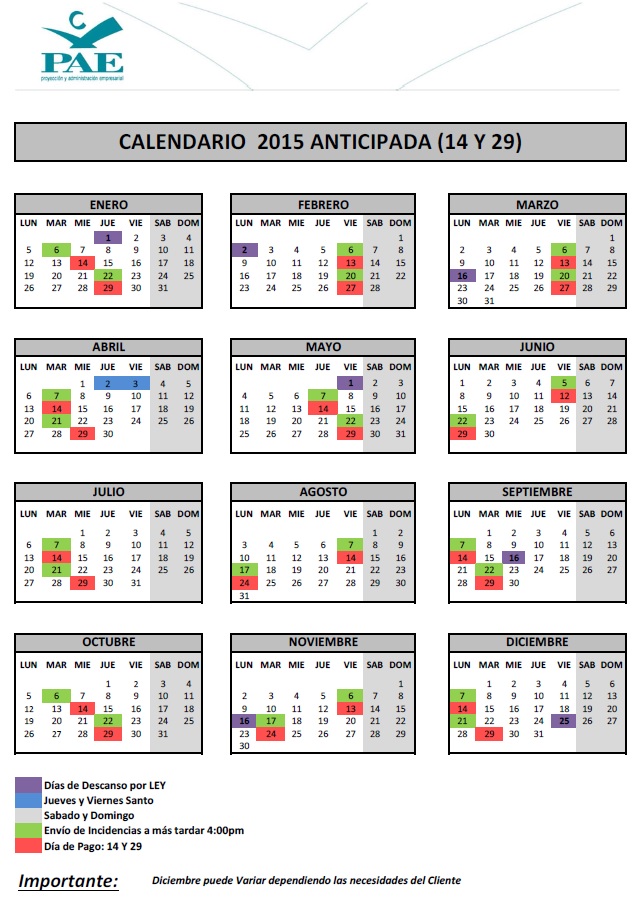 PAE
proyección y administración empresarial
CALENDARIO 2015 ANTICIPADA (14 Y 29)
ENERO
LUN MAR MIE JUE VIE SAB DOM
1 2 3 4
5 6 7 8 9 10 11
12 13 14 15 16 17 18
19 20 21 22 23 24 25
26 27 28 29 30 31
FEBRERO
LUN MAR MIE JUE VIE SAB DOM
1
2 3 4 5 6 7 8
9 10 11 12 13 14 15
16 17 18 19 20 21 22
23 24 25 26 27 28
MARZO
LUN MAR MIE JUE VIE SAB DOM
1
2 3 4 5 6 7 8
9 10 11 12 13 14 15
16 17 18 19 20 21 22
23 24 25 26 27 28 29
30 31
ABRIL
LUN MAR MIE JUE VIE SAB DOM
1 2 3 4 5
6 7 8 9 10 11 12
13 14 15 16 17 18 19
20 21 22 23 24 25 26
27 28 29 30
MAYO
LUN MAR MIE JUE VIE SAB DOM
1 2 3
4 5 6 7 8 9 10
11 12 13 14 15 16 17
18 19 20 21 22 23 24
25 26 27 28 29 30 31
JUNIO
LUN MAR MIE JUE VIE SAB DOM
1 2 3 4 5 6 7
8 9 10 11 12 13 14
15 16 17 18 19 20 21
22 23 24 25 26 27 28
29 30
JULIO
LUN MAR MIE JUE VIE SAB DOM
1 2 3 4 5
6 7 8 9 10 11 12
13 14 15 16 17 18 19
20 21 22 23 24 25 26
27 28 29 30 31
AGOSTO
LUN MAR MIE JUE VIE SAB DOM
1 2
3 4 5 6 7 8 9
10 11 12 13 14 15 16
17 18 19 20 21 22 23
24 25 26 27 28 29 30
31
SEPTIEMBRE
LUN MAR MIE JUE VIE SAB DOM
1 2 3 4 5 6
7 8 9 10 11 12 13
14 15 16 17 18 19 20
21 22 23 24 25 26 27
28 29 30
OCTUBRE
LUN MAR MIE JUE VIE SAB DOM
1 2 3 4
5 6 7 8 9 10 11
12 13 14 15 16 17 18
19 20 21 22 23 24 25
26 27 28 29 30 31
NOVIEMBRE
LUN MAR MIE JUE VIE SAB DOM
1
2 3 4 5 6 7 8
9 10 11 12 13 14 15
16 17 18 19 20 21 22
23 24 25 26 27 28 29
30
DICIEMBRE
LUN MAR MIE JUE VIE SAB DOM
1 2 3 4 5 6
7 8 9 10 11 12 13
14 15 16 17 18 19 20
21 22 23 24 25 26 27
28 29 30 31
Días de Descanso por LEY
Jueves y Viernes Santo
Sabado y Domingo
Envío de Incidencias a más tardar 4:00pm
Día de Pago: 14 Y 29
Importante: Diciembre puede Variar dependiendo las necesidades del Cliente